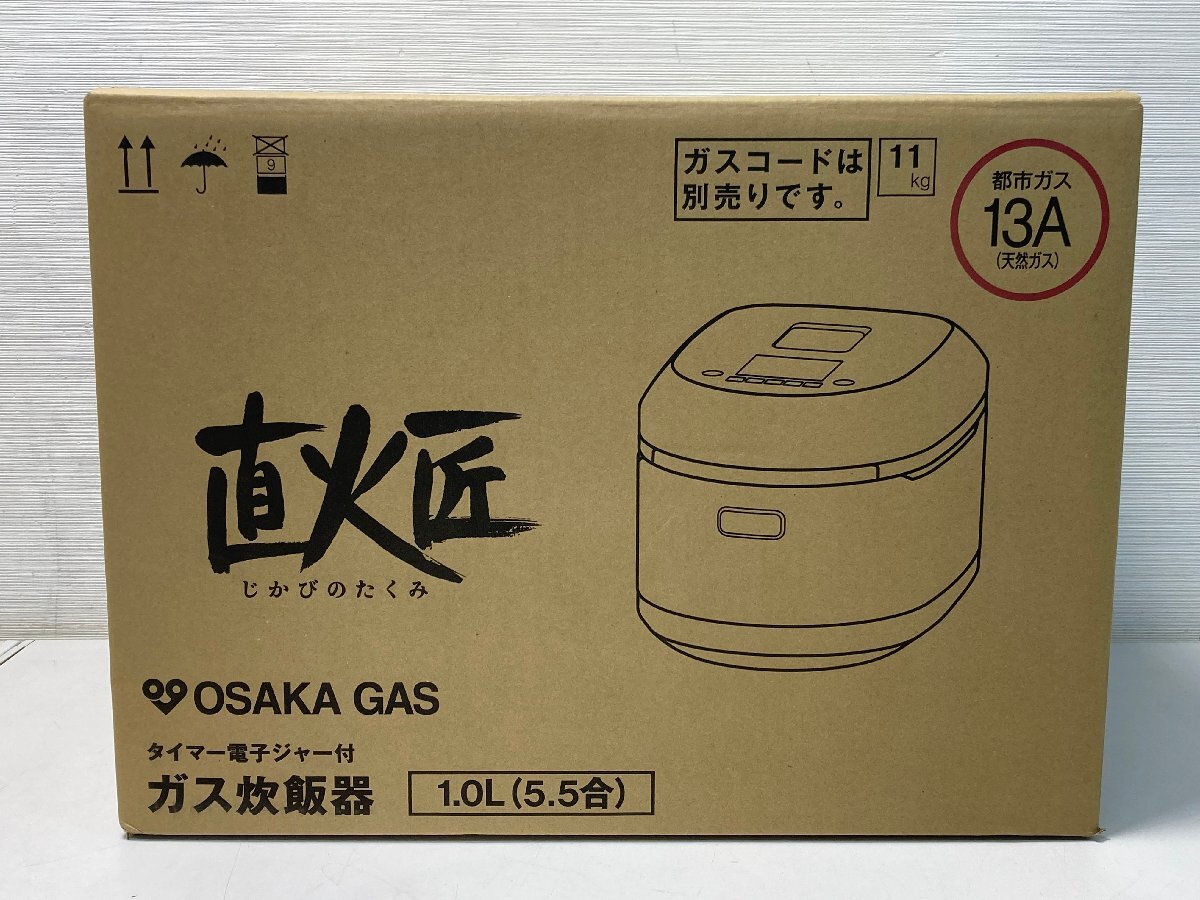 9
ガスコードは
別売りです。
11
kg
都市ガス
13A
(天然ガス)
直火匠
じかびのたくみ
OSAKA GAS
タイマー電子ジャー付
ガス炊飯器
1.0L(5.5合)